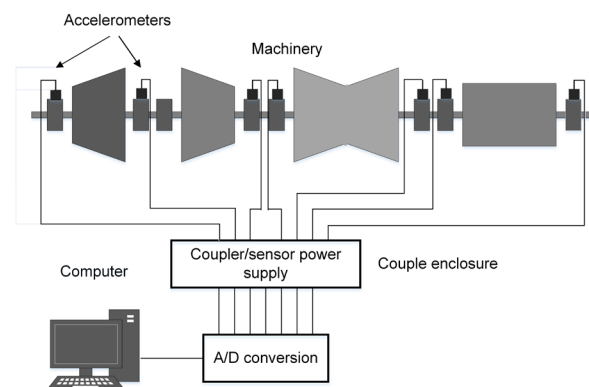 Accelerometers
Machinery
Coupler/sensor power
supply
Couple enclosure
Computer
A/D conversion